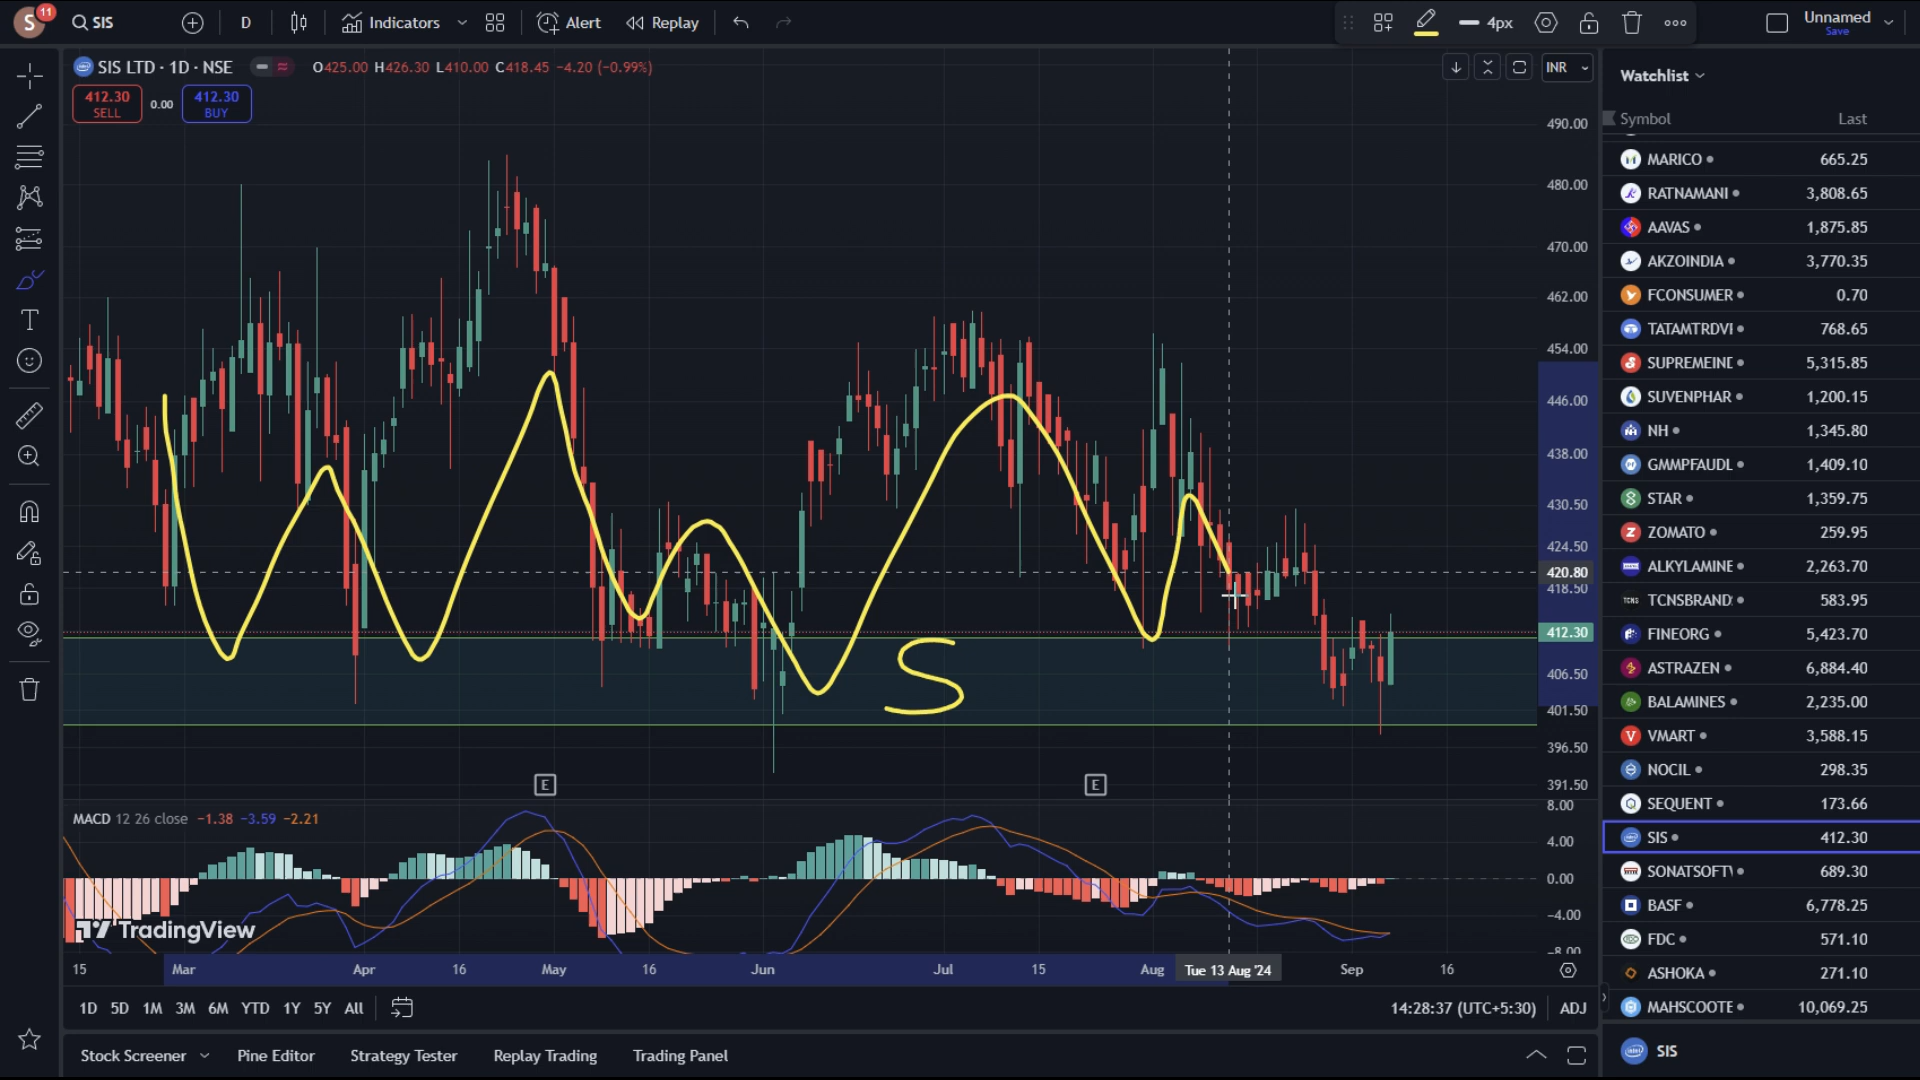 S 11 SIS D Indicators Alert Replay 4px Unnamed Save
SIS LTD · 1D · NSE O425.00 H426.30 L410.00 C418.45 −4.20 (−0.99%) INR
412.30 SELL 0.00 412.30 BUY
490.00
480.00
470.00
462.00
454.00
446.00
438.00
430.50
424.50
420.80
418.50
412.30
406.50
401.50
396.50
391.50
S
E E
MACD 12 26 close −1.38 −3.59 −2.21
8.00
4.00
0.00
−4.00
−8.00
TradingView
15 Mar Apr 16 May 16 Jun Jul 15 Aug Tue 13 Aug '24 Sep 16
1D 5D 1M 3M 6M YTD 1Y 5Y All 14:28:37 (UTC+5:30) ADJ
Stock Screener Pine Editor Strategy Tester Replay Trading Trading Panel
Watchlist
Symbol Last
MARICO 665.25
RATNAMANI 3,808.65
AAVAS 1,875.85
AKZOINDIA 3,770.35
FCONSUMER 0.70
TATAMTRDVI 768.65
SUPREMEIND 5,315.85
SUVENPHAR 1,200.15
NH 1,345.80
GMMPFAUDL 1,409.10
STAR 1,359.75
ZOMATO 259.95
ALKYLAMINE 2,263.70
TCNS TCNSBRAND 583.95
FINEORG 5,423.70
ASTRAZEN 6,884.40
BALAMINES 2,235.00
VMART 3,588.15
NOCIL 298.35
SEQUENT 173.66
SIS 412.30
SONATSOFTW 689.30
BASF 6,778.25
FDC 571.10
ASHOKA 271.10
MAHSCOOTE 10,069.25
SIS